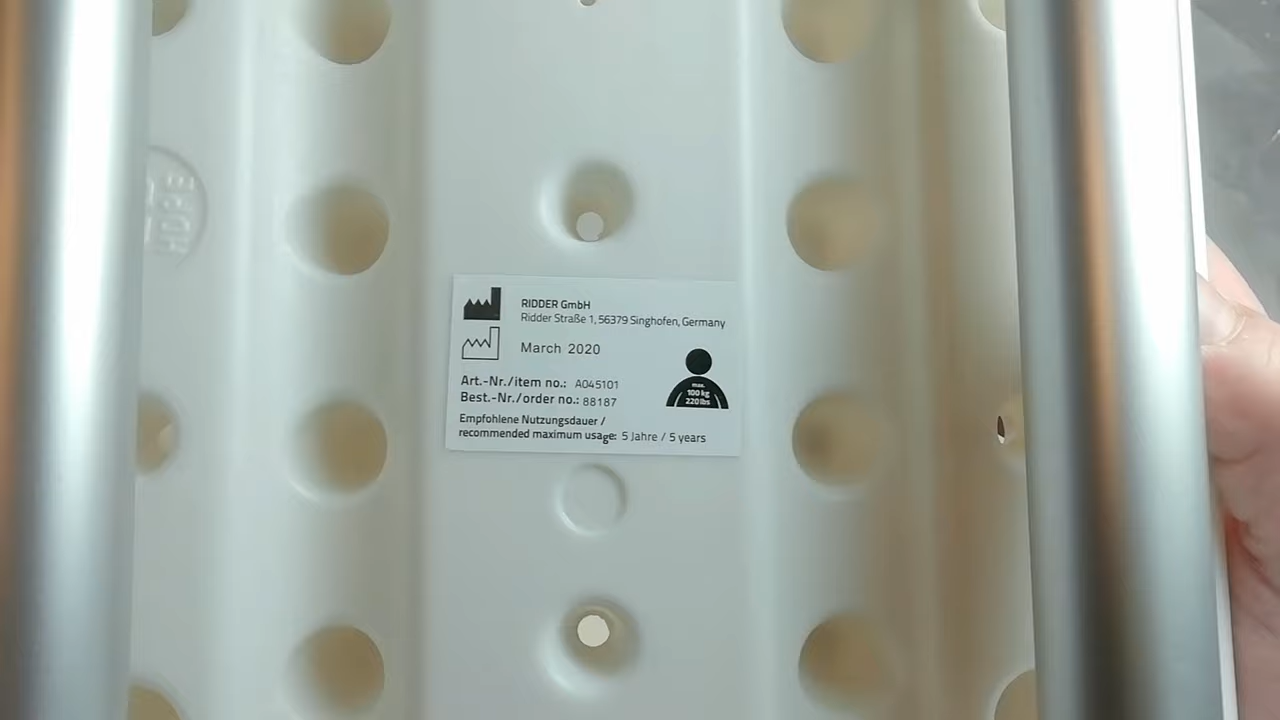 HDPE
RIDDER GmbH
Ridder Straße 1, 56379 Singhofen, Germany
March 2020
Art.-Nr./item no.: A045101
Best.-Nr./order no.: 88187
max.
100 kg
220 lbs
Empfohlene Nutzungsdauer /
recommended maximum usage: 5 Jahre / 5 years